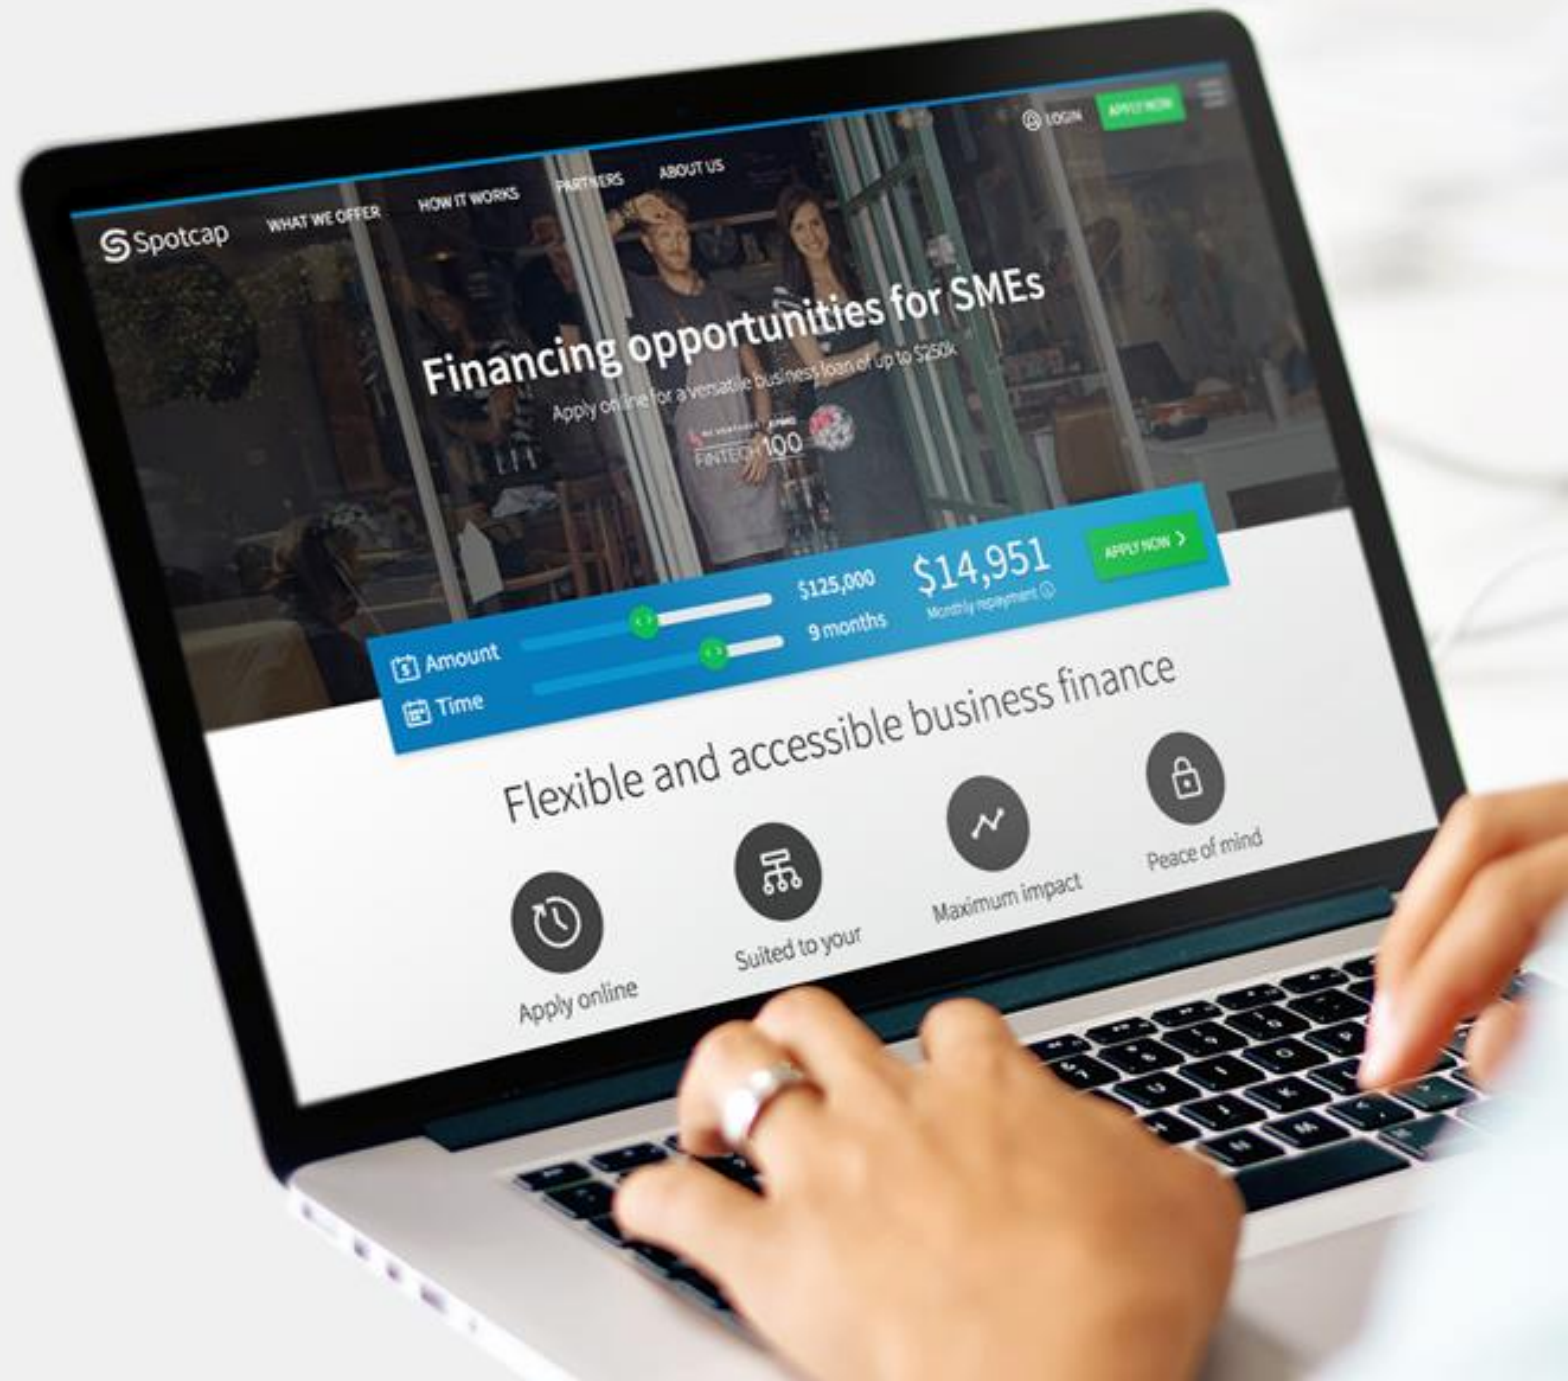 Spotcap
WHAT WE OFFER
HOW IT WORKS
PARTNERS
ABOUT US
LOGIN
APPLY NOW
Financing opportunities for SMEs
Apply online for a versatile business loan of up to $250k
FINTECH 100
Amount
$125,000
Time
9 months
$14,951
Monthly repayment
APPLY NOW
Flexible and accessible business finance
Apply online
Suited to your
Maximum impact
Peace of mind